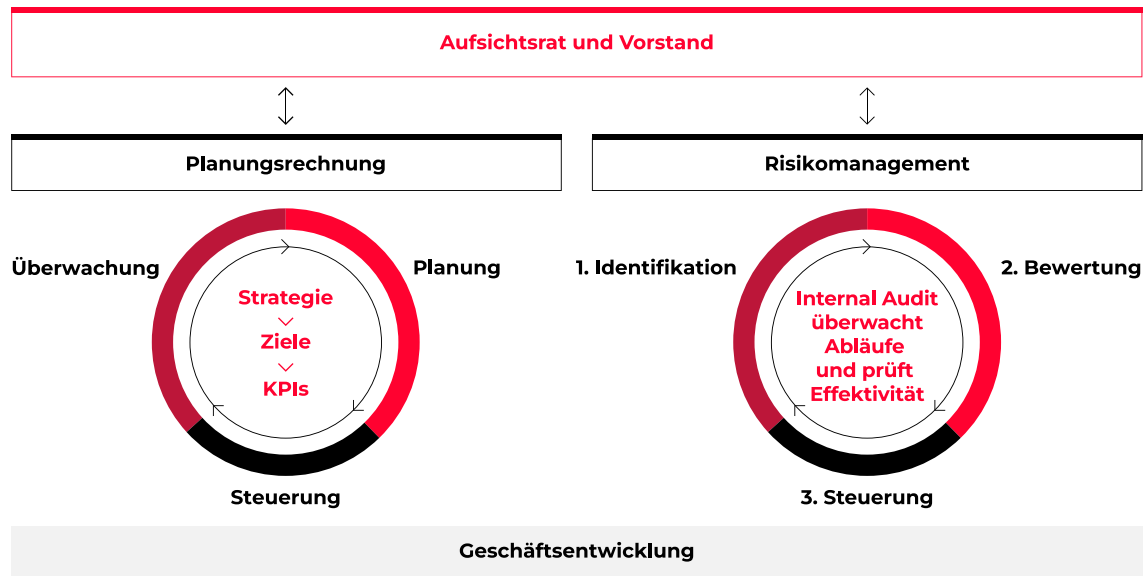 Aufsichtsrat und Vorstand
Planungsrechnung
Risikomanagement
Überwachung
Planung
Strategie
Ziele
KPIs
Steuerung
1. Identifikation
2. Bewertung
Internal Audit
überwacht
Abläufe
und prüft
Effektivität
3. Steuerung
Geschäftsentwicklung